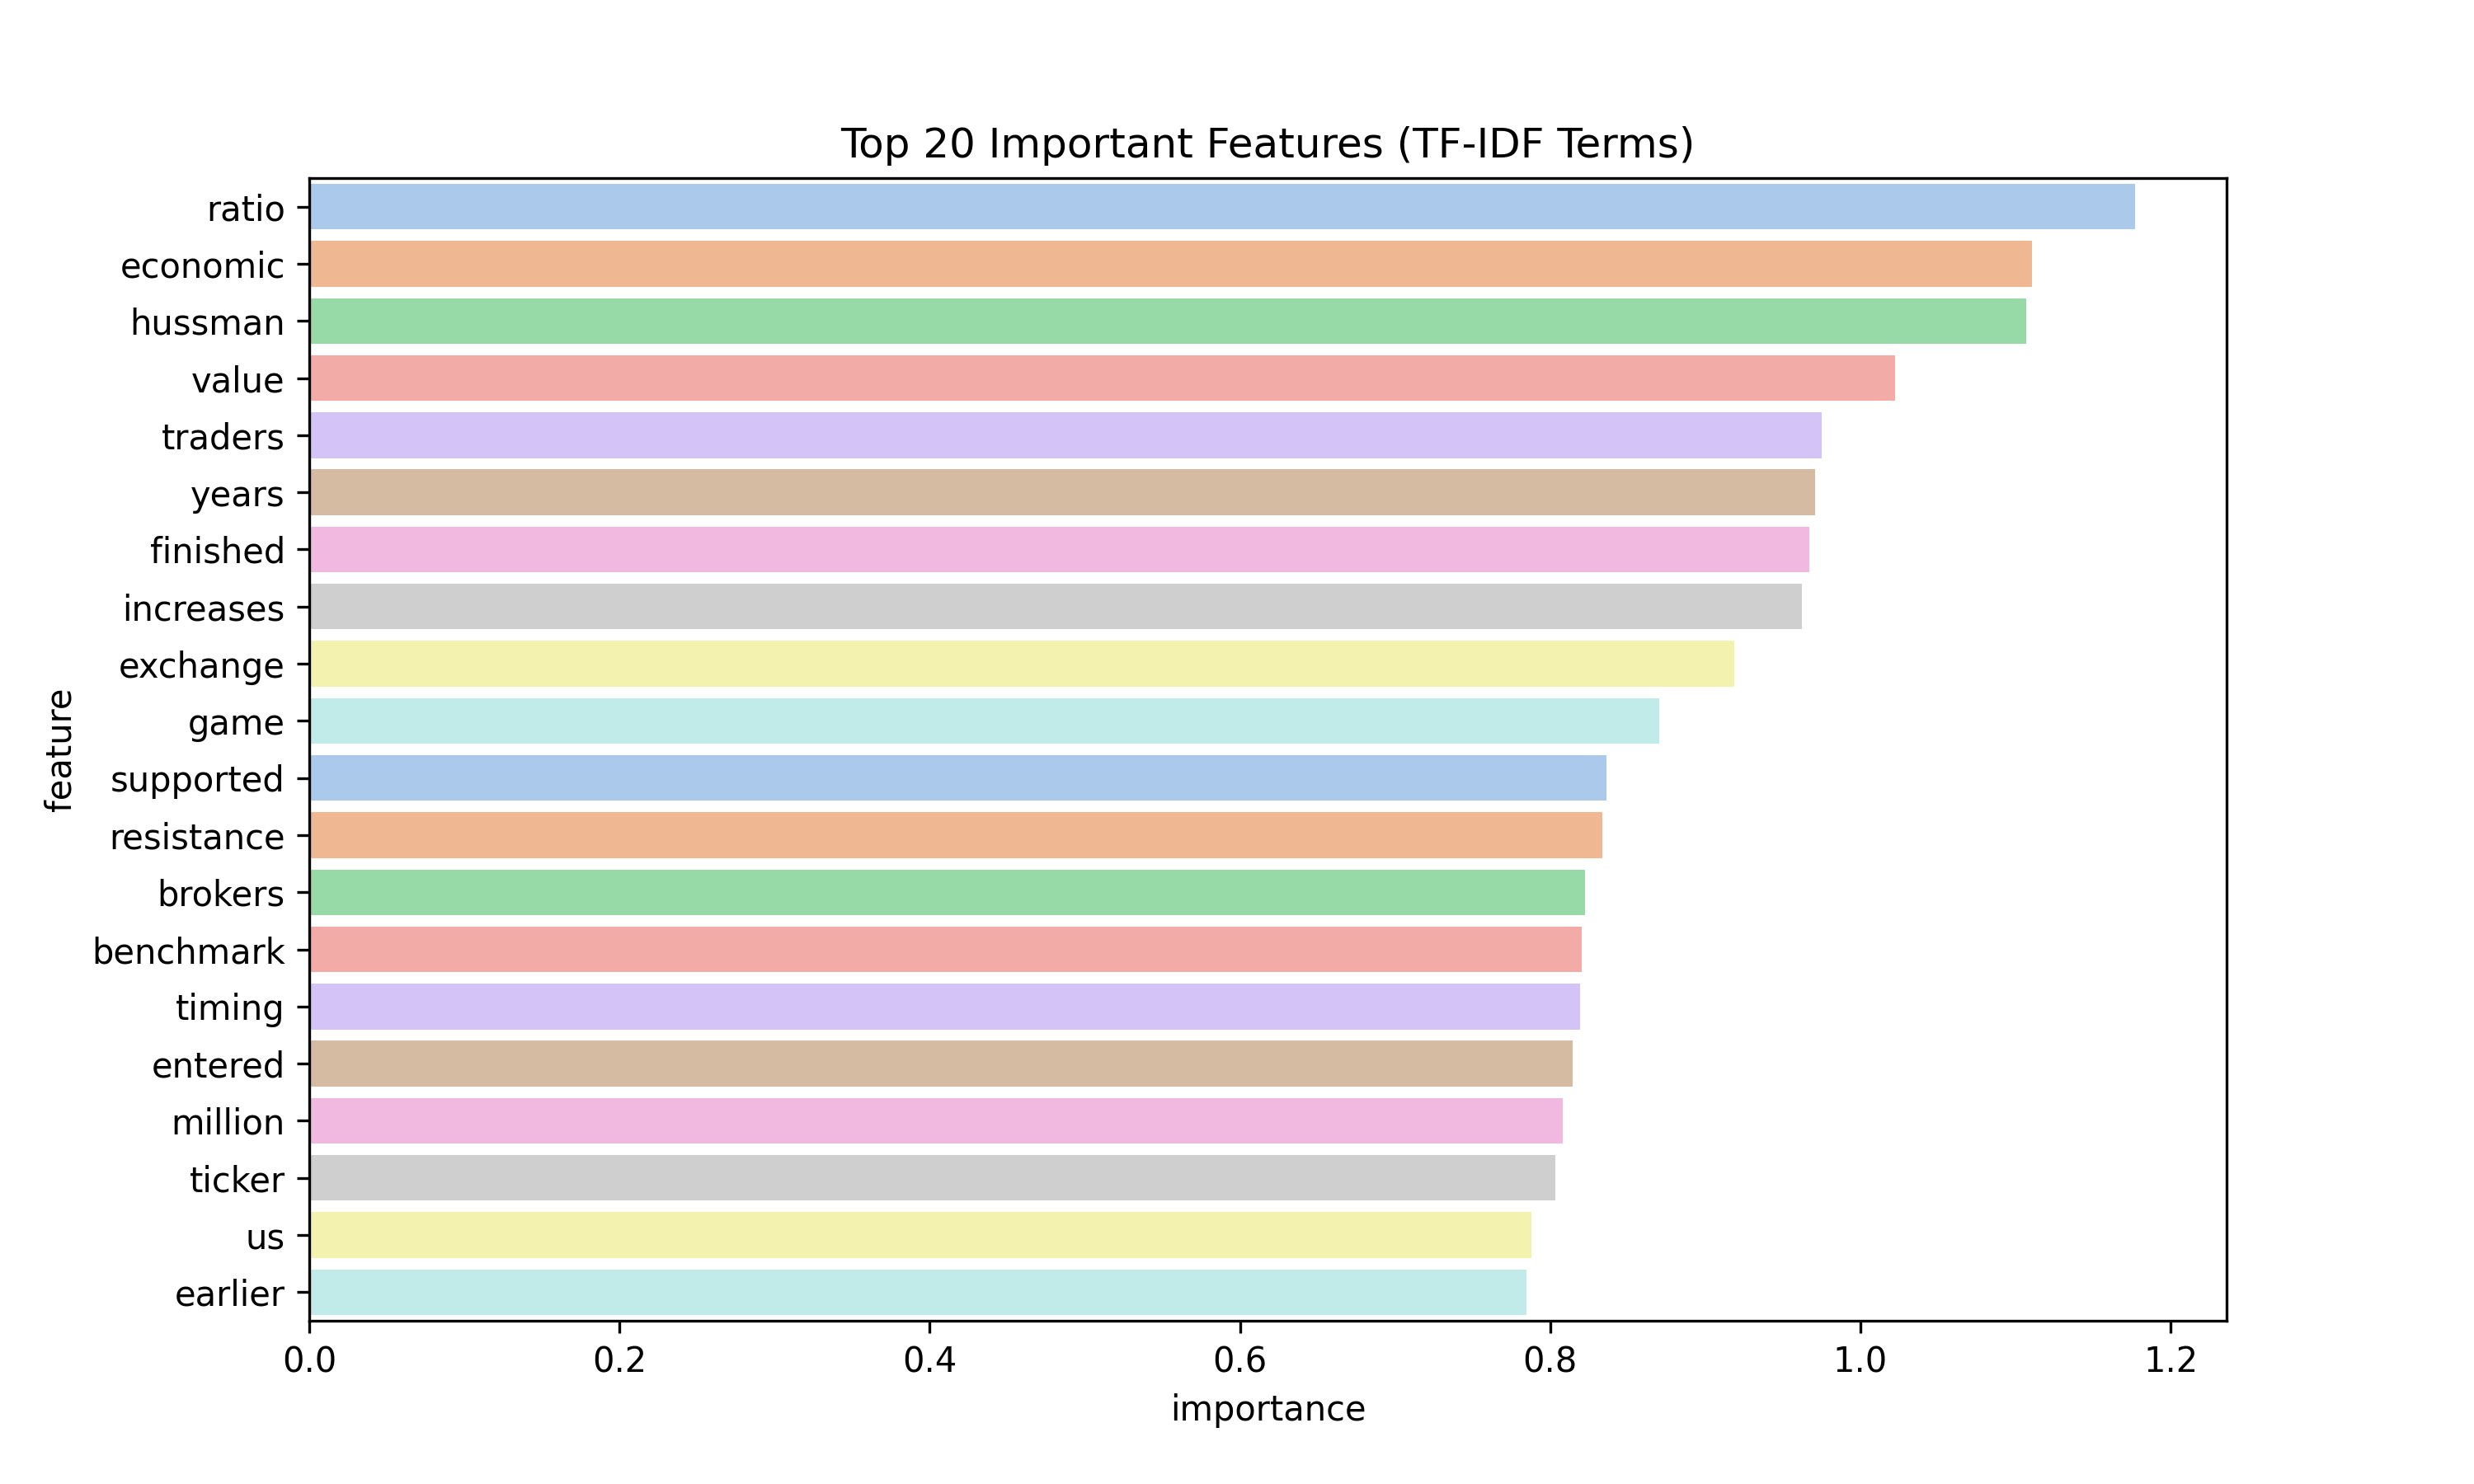 Top 20 Important Features (TF-IDF Terms)
ratio
economic
hussman
value
traders
years
finished
increases
exchange
game
supported
resistance
brokers
benchmark
timing
entered
million
ticker
us
earlier
feature
0.0 0.2 0.4 0.6 0.8 1.0 1.2
importance